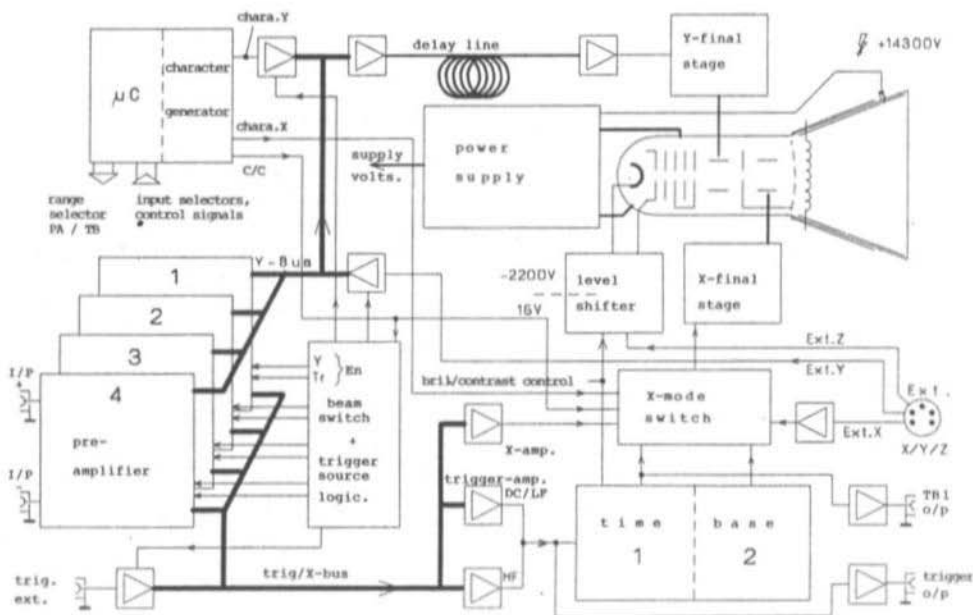 chara.Y
μC
character
generator
chara.X
C/C
range
selector
PA / TB
input selectors,
control signals
delay line
Y-final
stage
+14300V
supply
volts.
power
supply
-2200V
16V
level
shifter
X-final
stage
Y-Bus
1
2
3
4
pre-
amplifier
I/P
+
I/P
-
Y
Tr
En
beam
switch
+
trigger
source
logic.
bril/contrast control
X-mode
switch
Ext.Z
Ext.Y
Ext.X
Ext.
X/Y/Z
X-amp.
trigger-amp.
DC/LF
HF
time base
1 2
TB1
o/p
trigger
o/p
trig.
ext.
trig/X-bus